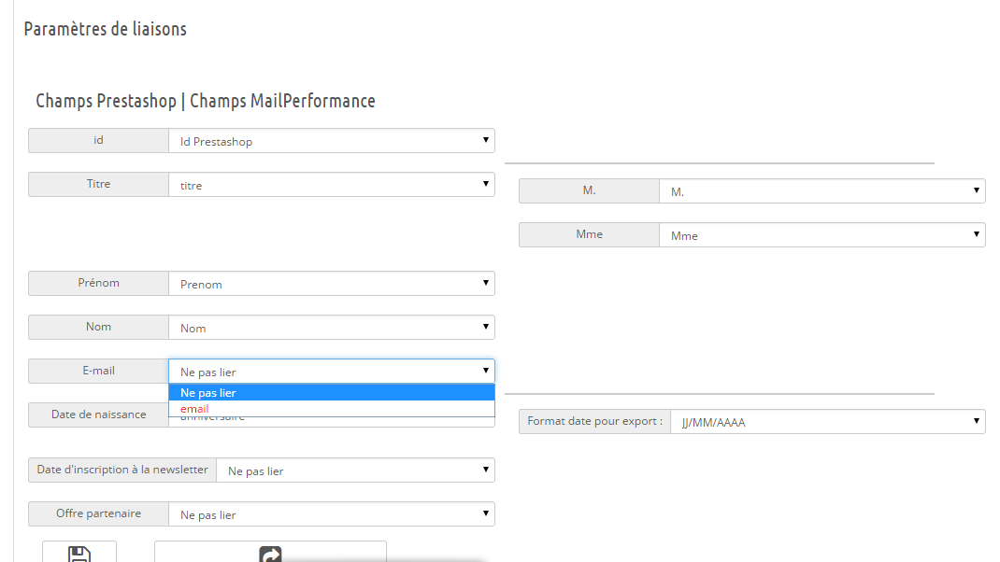 Paramètres de liaisons
Champs Prestashop | Champs MailPerformance
id
Id Prestashop
Titre
titre
M.
M.
Mme
Mme
Prénom
Prenom
Nom
Nom
E-mail
Ne pas lier
Ne pas lier
email
Date de naissance
anniversaire
Format date pour export :
JJ/MM/AAAA
Date d'inscription à la newsletter
Ne pas lier
Offre partenaire
Ne pas lier